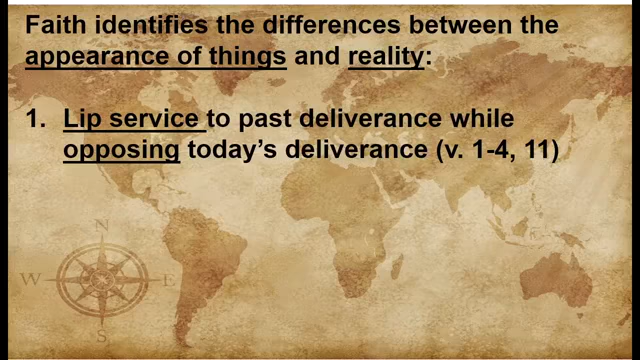 Faith identifies the differences between the
appearance of things and reality:
1. Lip service to past deliverance while
opposing today's deliverance (v. 1-4, 11)
N
W
E
S